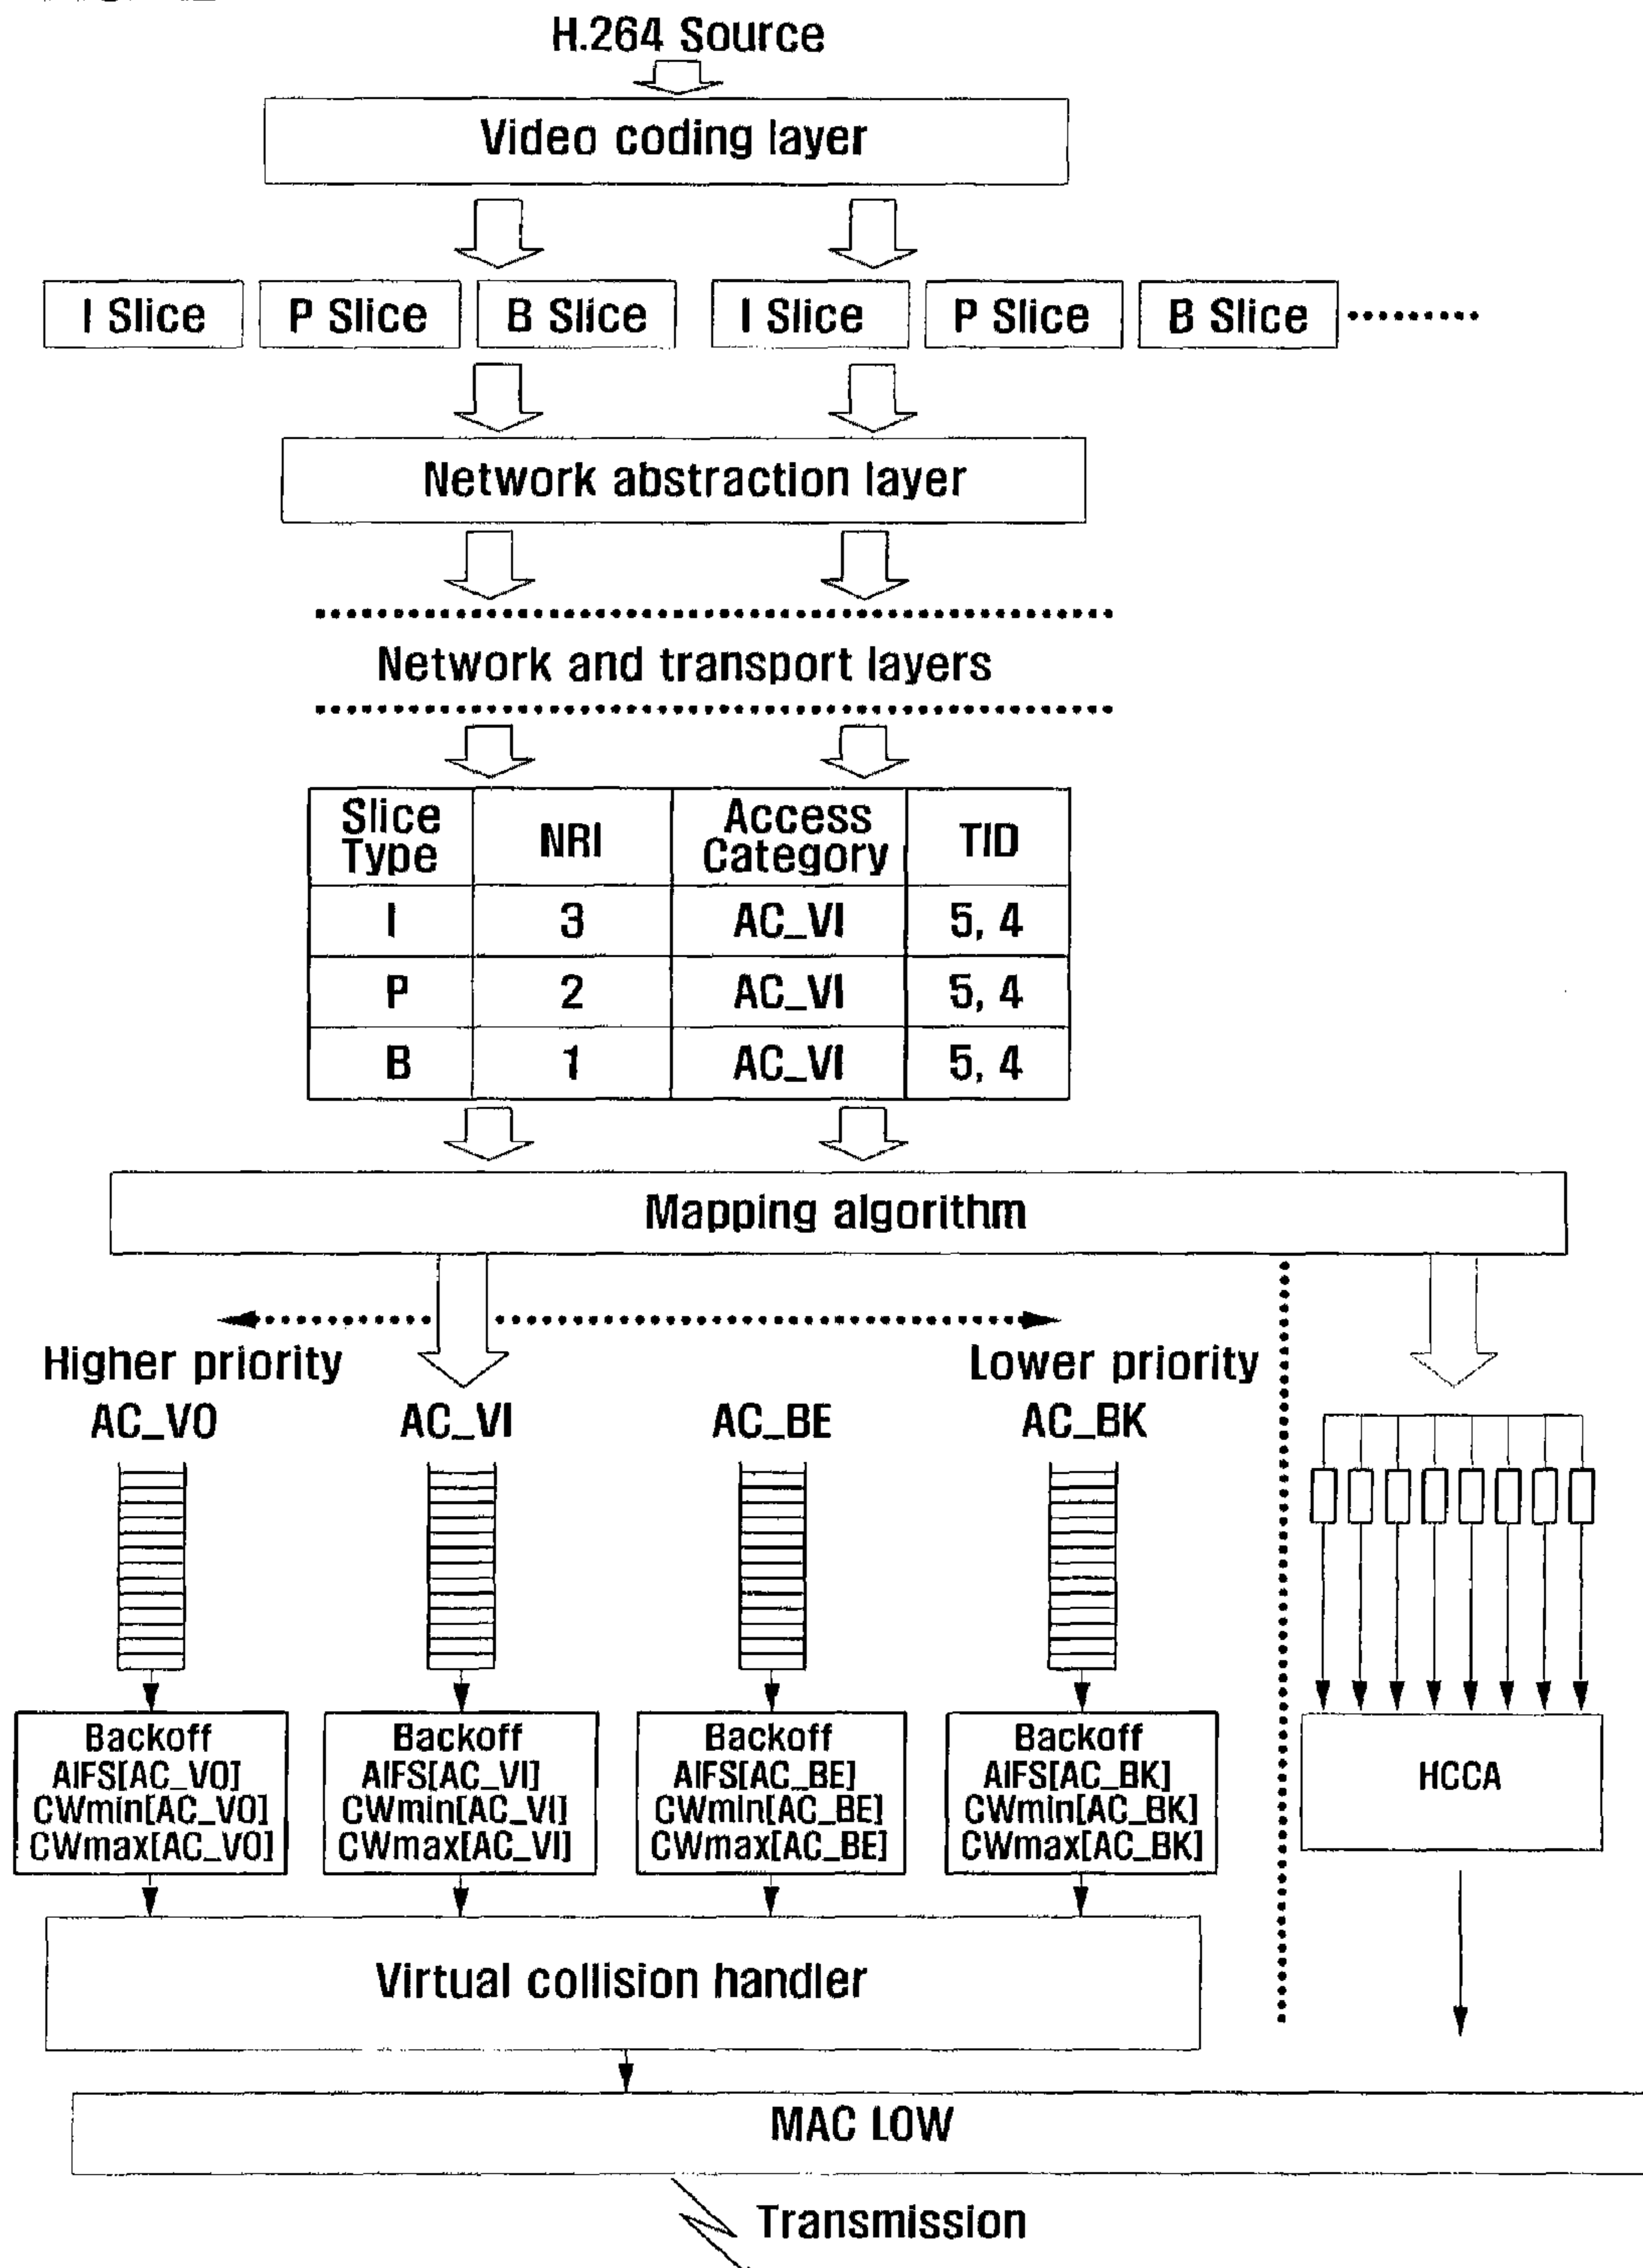 H.264 Source
Video coding layer
I Slice P Slice B Slice I Slice P Slice B Slice
Network abstraction layer
Network and transport layers
Slice Type NRI Access Category TID
I 3 AC_VI 5, 4
P 2 AC_VI 5, 4
B 1 AC_VI 5, 4
Mapping algorithm
Higher priority Lower priority
AC_VO AC_VI AC_BE AC_BK
Backoff Backoff Backoff Backoff
AIFS[AC_VO] AIFS[AC_VI] AIFS[AC_BE] AIFS[AC_BK]
HCCA
CWmin[AC_VO] CWmin[AC_VI] CWmin[AC_BE] CWmin[AC_BK]
CWmax[AC_VO] CWmax[AC_VI] CWmax[AC_BE] CWmax[AC_BK]
Virtual collision handler
MAC LOW
Transmission